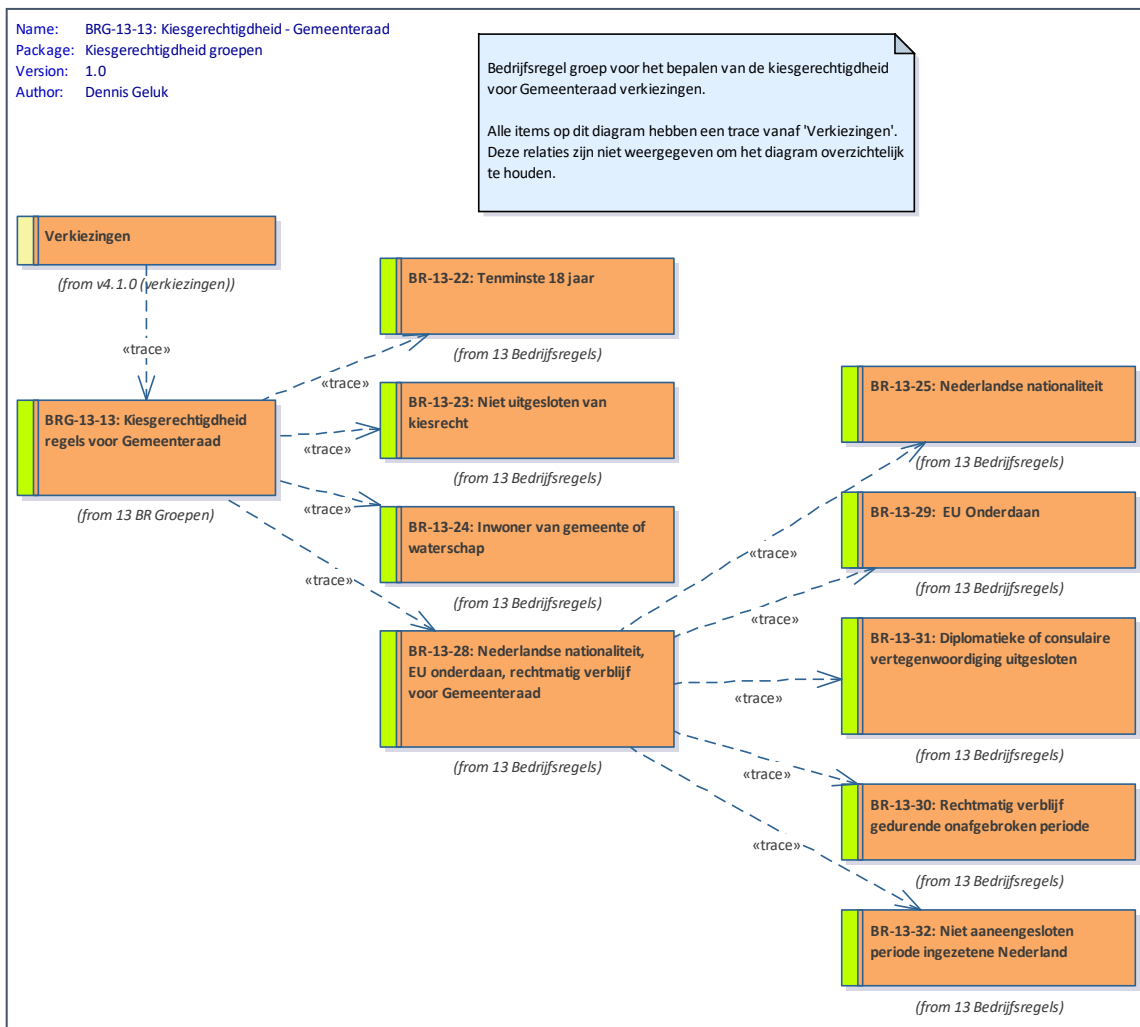 Name: BRG-13-13: Kiesgerechtigdheid - Gemeenteraad
Package: Kiesgerechtigdheid groepen
Version: 1.0
Author: Dennis Geluk
Bedrijfsregel groep voor het bepalen van de kiesgerechtigdheid
voor Gemeenteraad verkiezingen.
Alle items op dit diagram hebben een trace vanaf 'Verkiezingen'.
Deze relaties zijn niet weergegeven om het diagram overzichtelijk
te houden.
Verkiezingen
(from v4.1.0 (verkiezingen))
«trace»
BRG-13-13: Kiesgerechtigdheid
regels voor Gemeenteraad
(from 13 BR Groepen)
«trace»
«trace»
«trace»
«trace»
BR-13-22: Tenminste 18 jaar
(from 13 Bedrijfsregels)
BR-13-23: Niet uitgesloten van
kiesrecht
(from 13 Bedrijfsregels)
BR-13-24: Inwoner van gemeente of
waterschap
(from 13 Bedrijfsregels)
BR-13-28: Nederlandse nationaliteit,
EU onderdaan, rechtmatig verblijf
voor Gemeenteraad
(from 13 Bedrijfsregels)
«trace»
«trace»
«trace»
«trace»
«trace»
BR-13-25: Nederlandse nationaliteit
(from 13 Bedrijfsregels)
BR-13-29: EU Onderdaan
(from 13 Bedrijfsregels)
BR-13-31: Diplomatieke of consulaire
vertegenwoordiging uitgesloten
(from 13 Bedrijfsregels)
BR-13-30: Rechtmatig verblijf
gedurende onafgebroken periode
(from 13 Bedrijfsregels)
BR-13-32: Niet aaneengesloten
periode ingezetene Nederland
(from 13 Bedrijfsregels)